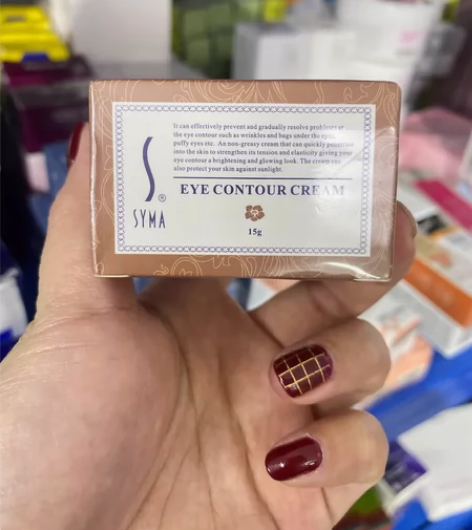 It can effectively prevent and gradually resolve problems
the eye contour such as wrinkles and bags under the eyes,
puffy eyes etc. An non-greasy cream that can quickly penetrate
into the skin to strengthen its tension and elasticity giving your
eye contour a brightening and glowing look. The cream can
also protect your skin against sunlight.
S®
SYMA
EYE CONTOUR CREAM
15g